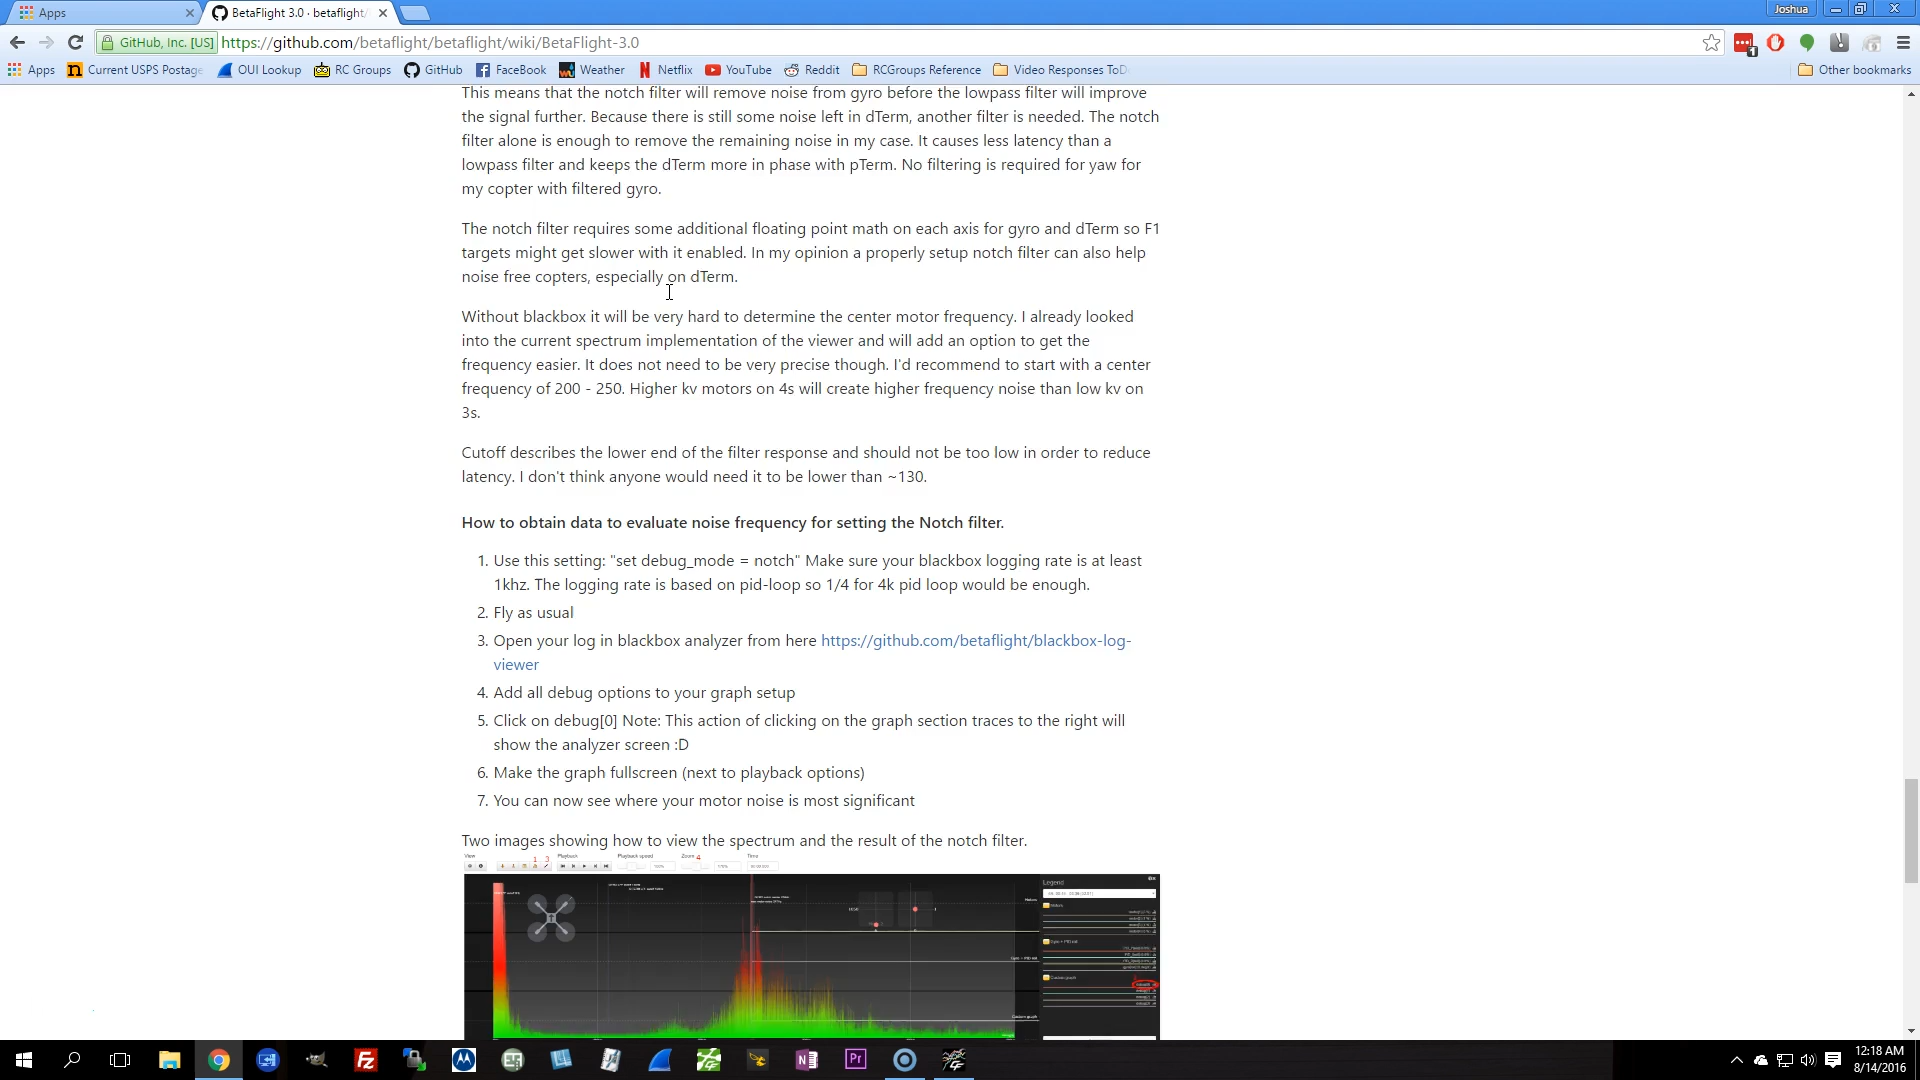 Apps
BetaFlight 3.0 · betaflight/
Joshua
GitHub, Inc. [US]
https://github.com/betaflight/betaflight/wiki/BetaFlight-3.0
1
Apps
Current USPS Postage
OUI Lookup
RC Groups
GitHub
FaceBook
Weather
Netflix
YouTube
Reddit
RCGroups Reference
Video Responses ToD
Other bookmarks
This means that the notch filter will remove noise from gyro before the lowpass filter will improve
the signal further. Because there is still some noise left in dTerm, another filter is needed. The notch
filter alone is enough to remove the remaining noise in my case. It causes less latency than a
lowpass filter and keeps the dTerm more in phase with pTerm. No filtering is required for yaw for
my copter with filtered gyro.
The notch filter requires some additional floating point math on each axis for gyro and dTerm so F1
targets might get slower with it enabled. In my opinion a properly setup notch filter can also help
noise free copters, especially on dTerm.
Without blackbox it will be very hard to determine the center motor frequency. I already looked
into the current spectrum implementation of the viewer and will add an option to get the
frequency easier. It does not need to be very precise though. I'd recommend to start with a center
frequency of 200 - 250. Higher kv motors on 4s will create higher frequency noise than low kv on
3s.
Cutoff describes the lower end of the filter response and should not be too low in order to reduce
latency. I don't think anyone would need it to be lower than ~130.
How to obtain data to evaluate noise frequency for setting the Notch filter.
1. Use this setting: "set debug_mode = notch" Make sure your blackbox logging rate is at least
1khz. The logging rate is based on pid-loop so 1/4 for 4k pid loop would be enough.
2. Fly as usual
3. Open your log in blackbox analyzer from here https://github.com/betaflight/blackbox-log-
viewer
4. Add all debug options to your graph setup
5. Click on debug[0] Note: This action of clicking on the graph section traces to the right will
show the analyzer screen :D
6. Make the graph fullscreen (next to playback options)
7. You can now see where your motor noise is most significant
Two images showing how to view the spectrum and the result of the notch filter.
View
1 3
Playback
Playback speed
Zoom 4
Time
Legend
Motors
Gyro + PID roll
Custom graph
12:18 AM
8/14/2016